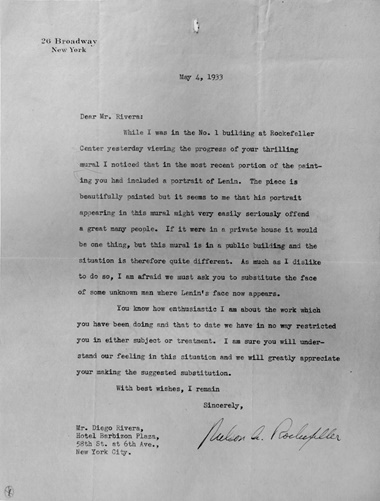 26 Broadway
New York
May 4, 1933
Dear Mr. Rivera:
While I was in the No. 1 building at Rockefeller
Center yesterday viewing the progress of your thrilling
mural I noticed that in the most recent portion of the paint-
ing you had included a portrait of Lenin. The piece is
beautifully painted but it seems to me that his portrait
appearing in this mural might very easily seriously offend
a great many people. If it were in a private house it would
be one thing, but this mural is in a public building and the
situation is therefore quite different. As much as I dislike
to do so, I am afraid we must ask you to substitute the face
of some unknown man where Lenin's face now appears.
You know how enthusiastic I am about the work which
you have been doing and that to date we have in no way restricted
you in either subject or treatment. I am sure you will under-
stand our feeling in this situation and we will greatly appreciate
your making the suggested substitution.
With best wishes, I remain
Sincerely,
Nelson A. Rockefeller
Mr. Diego Rivera,
Hotel Barbizon Plaza,
58th St. at 6th Ave.,
New York City.